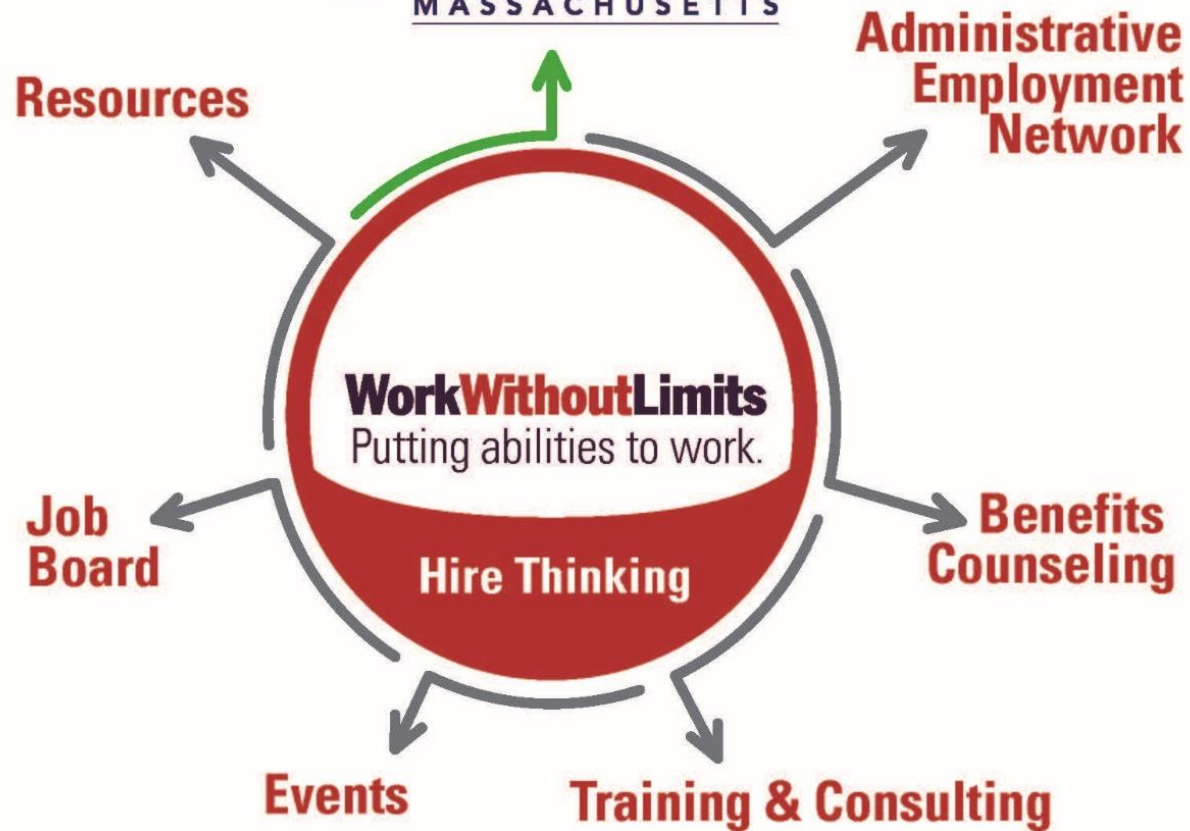 MASSACHUSETTS
Administrative
Employment
Network
Resources
WorkWithoutLimits
Putting abilities to work.
Hire Thinking
Job
Board
Benefits
Counseling
Events
Training & Consulting